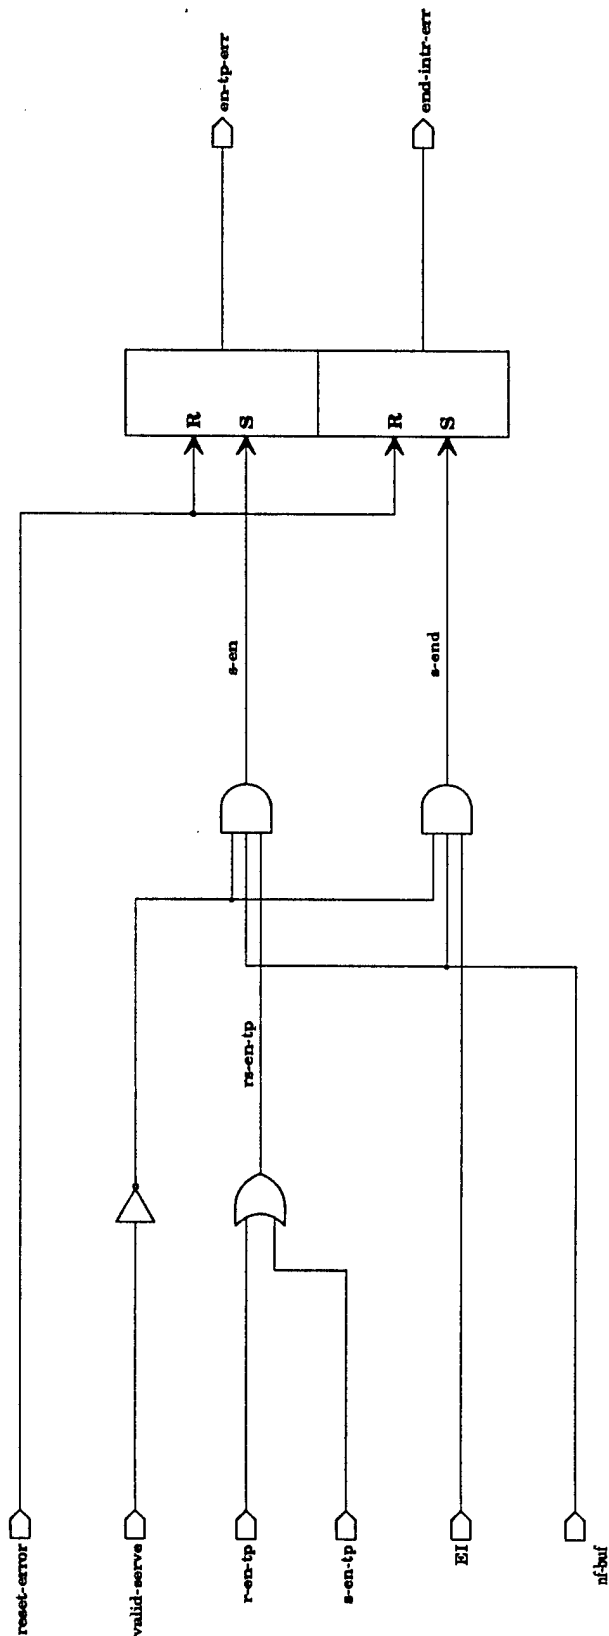 reset-error
valid-serve
r-en-tp
s-en-tp
EI
nf-buf
rs-en-tp
s-en
s-end
R
S
R
S
en-tp-err
end-intr-err